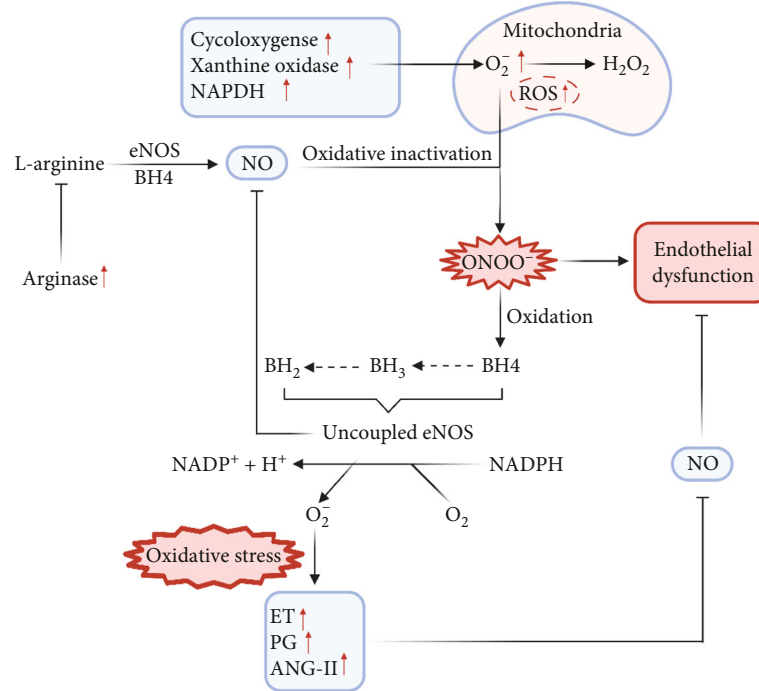 Cycoloxygense
Xanthine oxidase
NAPDH
Mitochondria
O₂⁻
H₂O₂
ROS
L-arginine
eNOS
BH4
NO
Oxidative inactivation
Arginase
ONOO⁻
Endothelial
dysfunction
Oxidation
BH₂
BH₃
BH4
Uncoupled eNOS
NADP⁺ + H⁺
NADPH
NO
O₂⁻
O₂
Oxidative stress
ET
PG
ANG-II